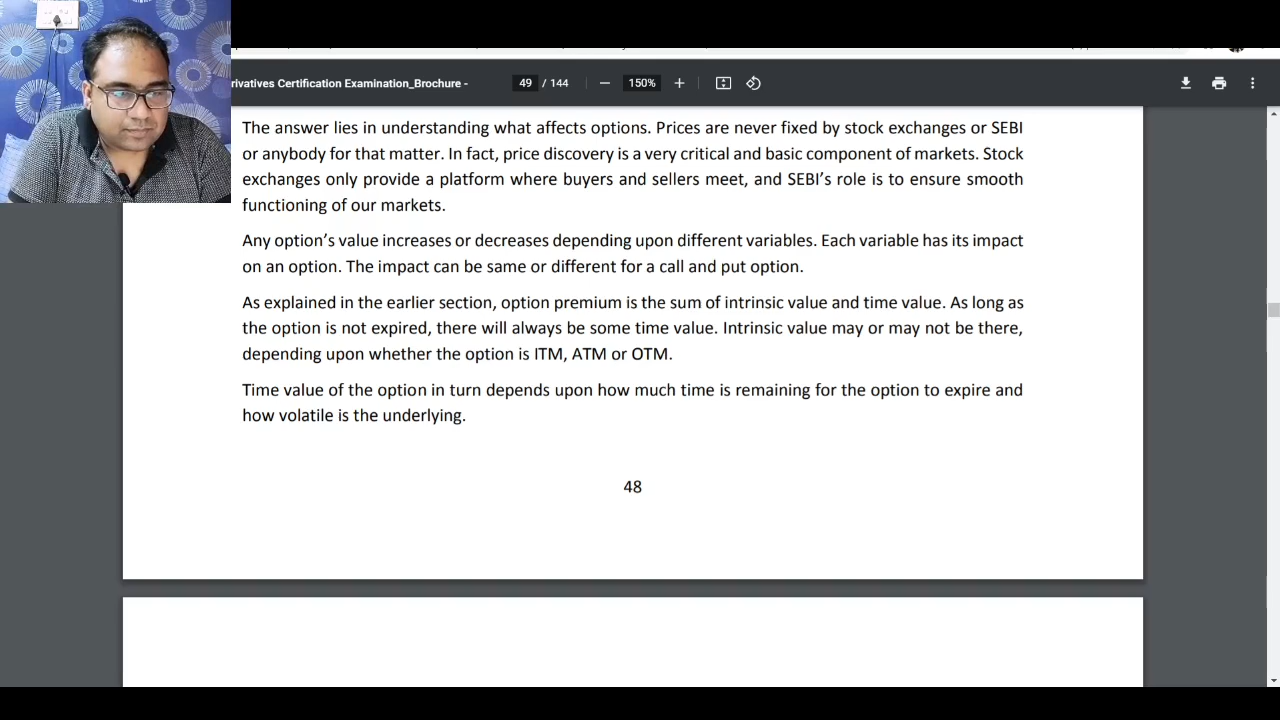 rivatives Certification Examination_Brochure -
49 / 144
150%
The answer lies in understanding what affects options. Prices are never fixed by stock exchanges or SEBI
or anybody for that matter. In fact, price discovery is a very critical and basic component of markets. Stock
exchanges only provide a platform where buyers and sellers meet, and SEBI’s role is to ensure smooth
functioning of our markets.
Any option’s value increases or decreases depending upon different variables. Each variable has its impact
on an option. The impact can be same or different for a call and put option.
As explained in the earlier section, option premium is the sum of intrinsic value and time value. As long as
the option is not expired, there will always be some time value. Intrinsic value may or may not be there,
depending upon whether the option is ITM, ATM or OTM.
Time value of the option in turn depends upon how much time is remaining for the option to expire and
how volatile is the underlying.
48